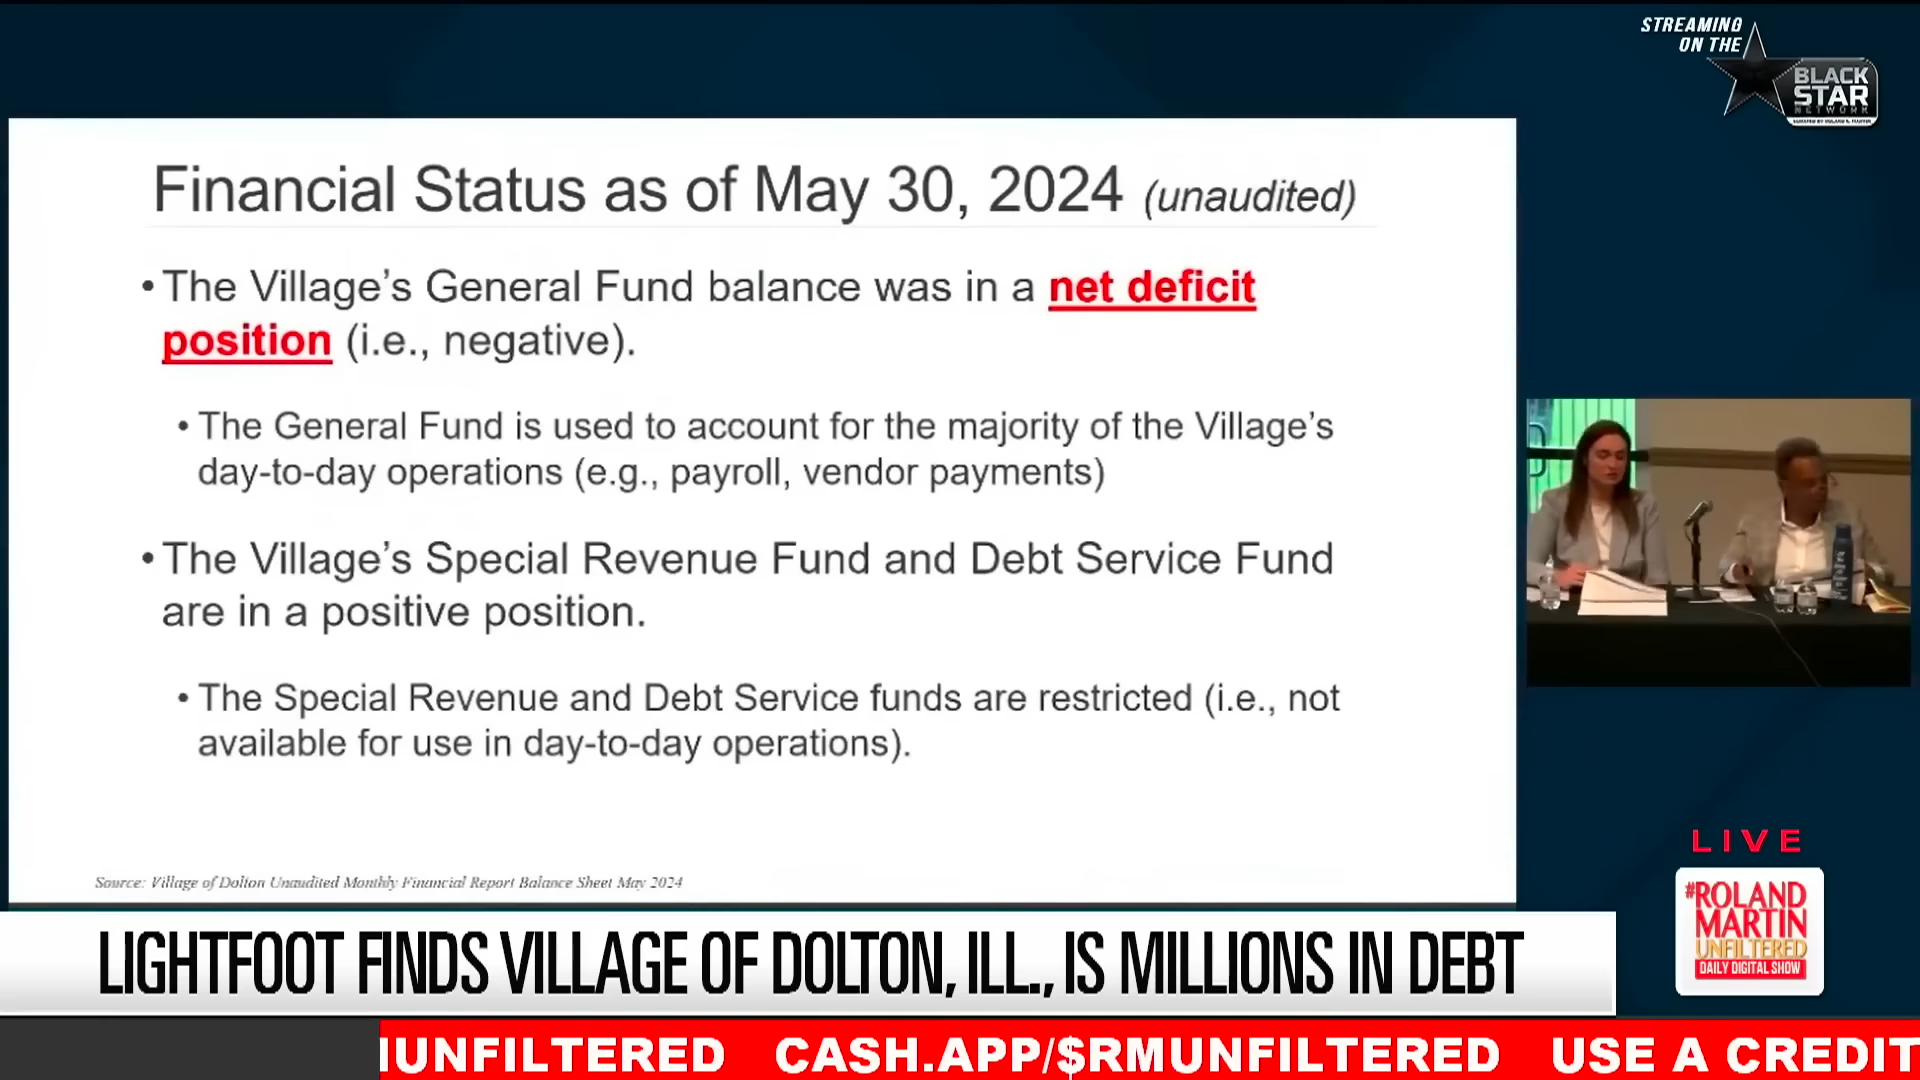 STREAMING
ON THE
BLACK
STAR
NETWORK
Financial Status as of May 30, 2024 (unaudited)
• The Village’s General Fund balance was in a net deficit
position (i.e., negative).
• The General Fund is used to account for the majority of the Village’s
day-to-day operations (e.g., payroll, vendor payments)
• The Village’s Special Revenue Fund and Debt Service Fund
are in a positive position.
• The Special Revenue and Debt Service funds are restricted (i.e., not
available for use in day-to-day operations).
Source: Village of Dolton Unaudited Monthly Financial Report Balance Sheet May 2024
LIVE
#ROLAND
MARTIN
UNFILTERED
DAILY DIGITAL SHOW
LIGHTFOOT FINDS VILLAGE OF DOLTON, ILL., IS MILLIONS IN DEBT
UNFILTERED CASH.APP/$RMUNFILTERED USE A CREDIT